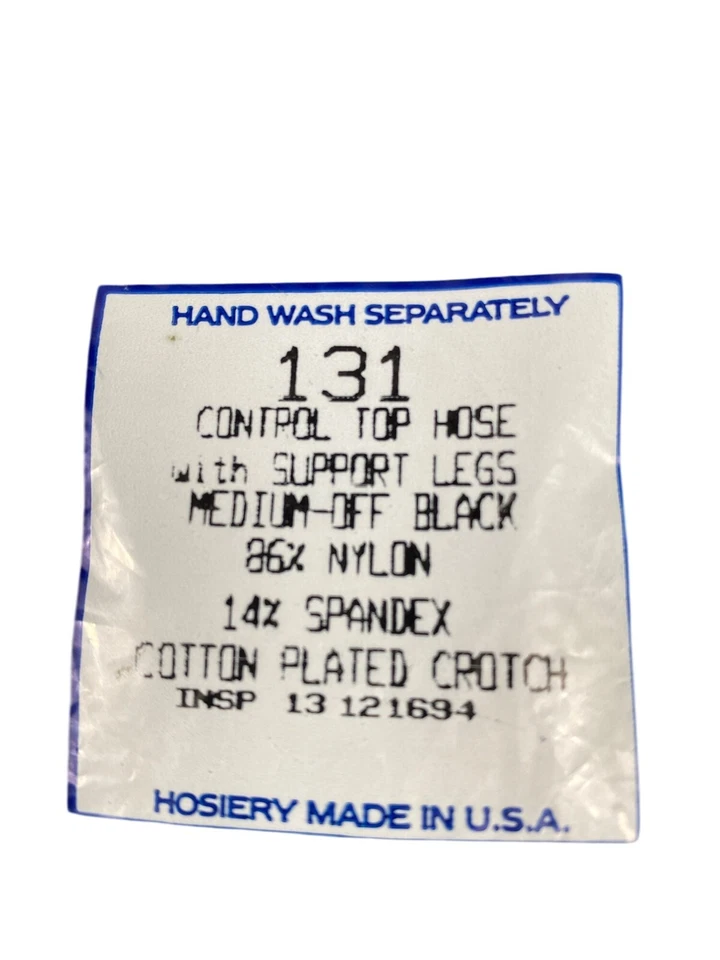 HAND WASH SEPARATELY
131
CONTROL TOP HOSE
with SUPPORT LEGS
MEDIUM-OFF BLACK
86% NYLON
14% SPANDEX
COTTON PLATED CROTCH
INSP 13 121694
HOSIERY MADE IN U.S.A.